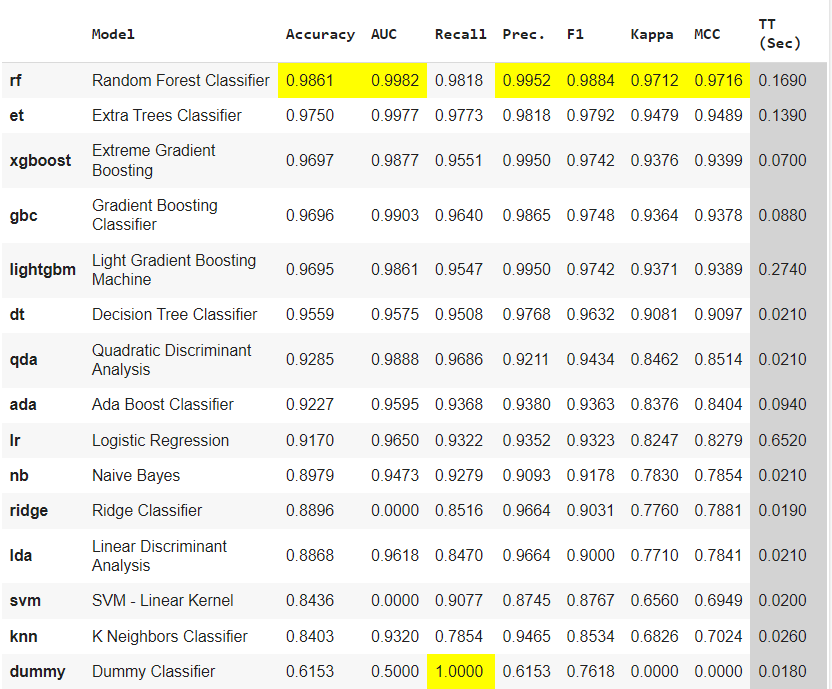 Model Accuracy AUC Recall Prec. F1 Kappa MCC TT (Sec)
rf Random Forest Classifier 0.9861 0.9982 0.9818 0.9952 0.9884 0.9712 0.9716 0.1690
et Extra Trees Classifier 0.9750 0.9977 0.9773 0.9818 0.9792 0.9479 0.9489 0.1390
xgboost Extreme Gradient Boosting 0.9697 0.9877 0.9551 0.9950 0.9742 0.9376 0.9399 0.0700
gbc Gradient Boosting Classifier 0.9696 0.9903 0.9640 0.9865 0.9748 0.9364 0.9378 0.0880
lightgbm Light Gradient Boosting Machine 0.9695 0.9861 0.9547 0.9950 0.9742 0.9371 0.9389 0.2740
dt Decision Tree Classifier 0.9559 0.9575 0.9508 0.9768 0.9632 0.9081 0.9097 0.0210
qda Quadratic Discriminant Analysis 0.9285 0.9888 0.9686 0.9211 0.9434 0.8462 0.8514 0.0210
ada Ada Boost Classifier 0.9227 0.9595 0.9368 0.9380 0.9363 0.8376 0.8404 0.0940
lr Logistic Regression 0.9170 0.9650 0.9322 0.9352 0.9323 0.8247 0.8279 0.6520
nb Naive Bayes 0.8979 0.9473 0.9279 0.9093 0.9178 0.7830 0.7854 0.0210
ridge Ridge Classifier 0.8896 0.0000 0.8516 0.9664 0.9031 0.7760 0.7881 0.0190
lda Linear Discriminant Analysis 0.8868 0.9618 0.8470 0.9664 0.9000 0.7710 0.7841 0.0210
svm SVM - Linear Kernel 0.8436 0.0000 0.9077 0.8745 0.8767 0.6560 0.6949 0.0200
knn K Neighbors Classifier 0.8403 0.9320 0.7854 0.9465 0.8534 0.6826 0.7024 0.0260
dummy Dummy Classifier 0.6153 0.5000 1.0000 0.6153 0.7618 0.0000 0.0000 0.0180